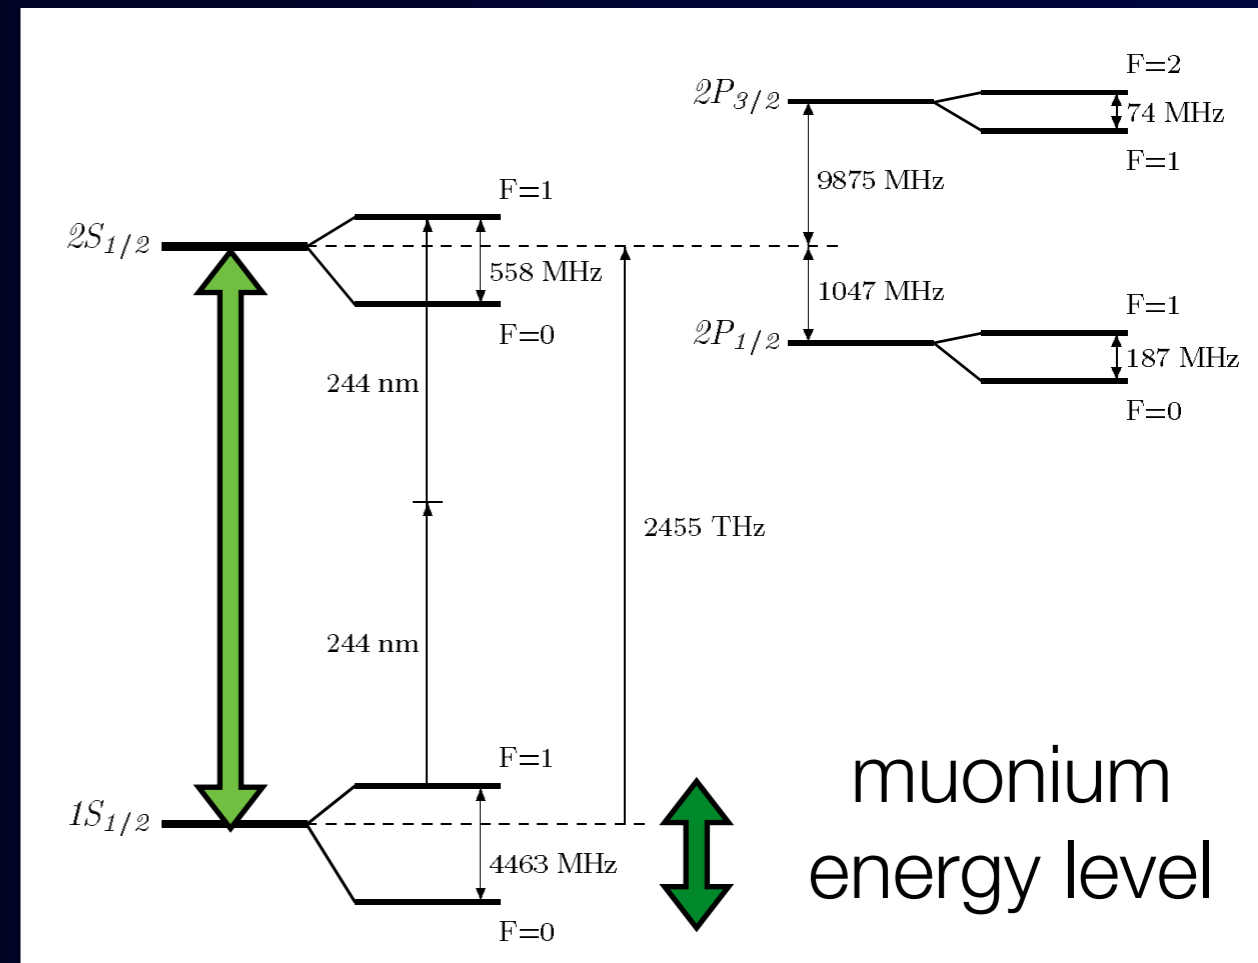 F=2
2P3/2
74 MHz
F=1
9875 MHz
F=1
2S1/2
558 MHz
1047 MHz
F=1
F=0
2P1/2
187 MHz
244 nm
F=0
2455 THz
244 nm
F=1
1S1/2
4463 MHz
F=0
muonium
energy level